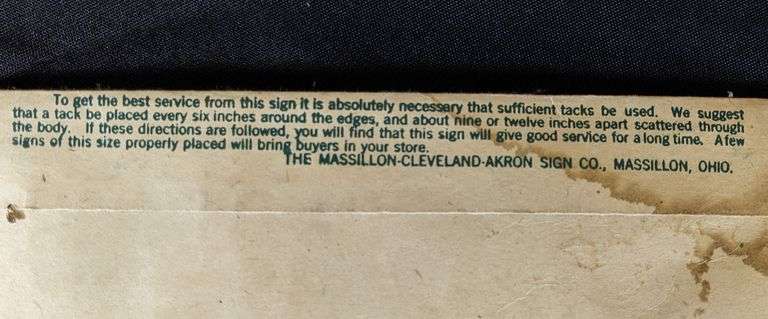 To get the best service from this sign it is absolutely necessary that sufficient tacks be used. We suggest
that a tack be placed every six inches around the edges, and about nine or twelve inches apart scattered through
the body. If these directions are followed, you will find that this sign will give good service for a long time. A few
signs of this size properly placed will bring buyers in your store.
THE MASSILLON-CLEVELAND-AKRON SIGN CO., MASSILLON, OHIO.